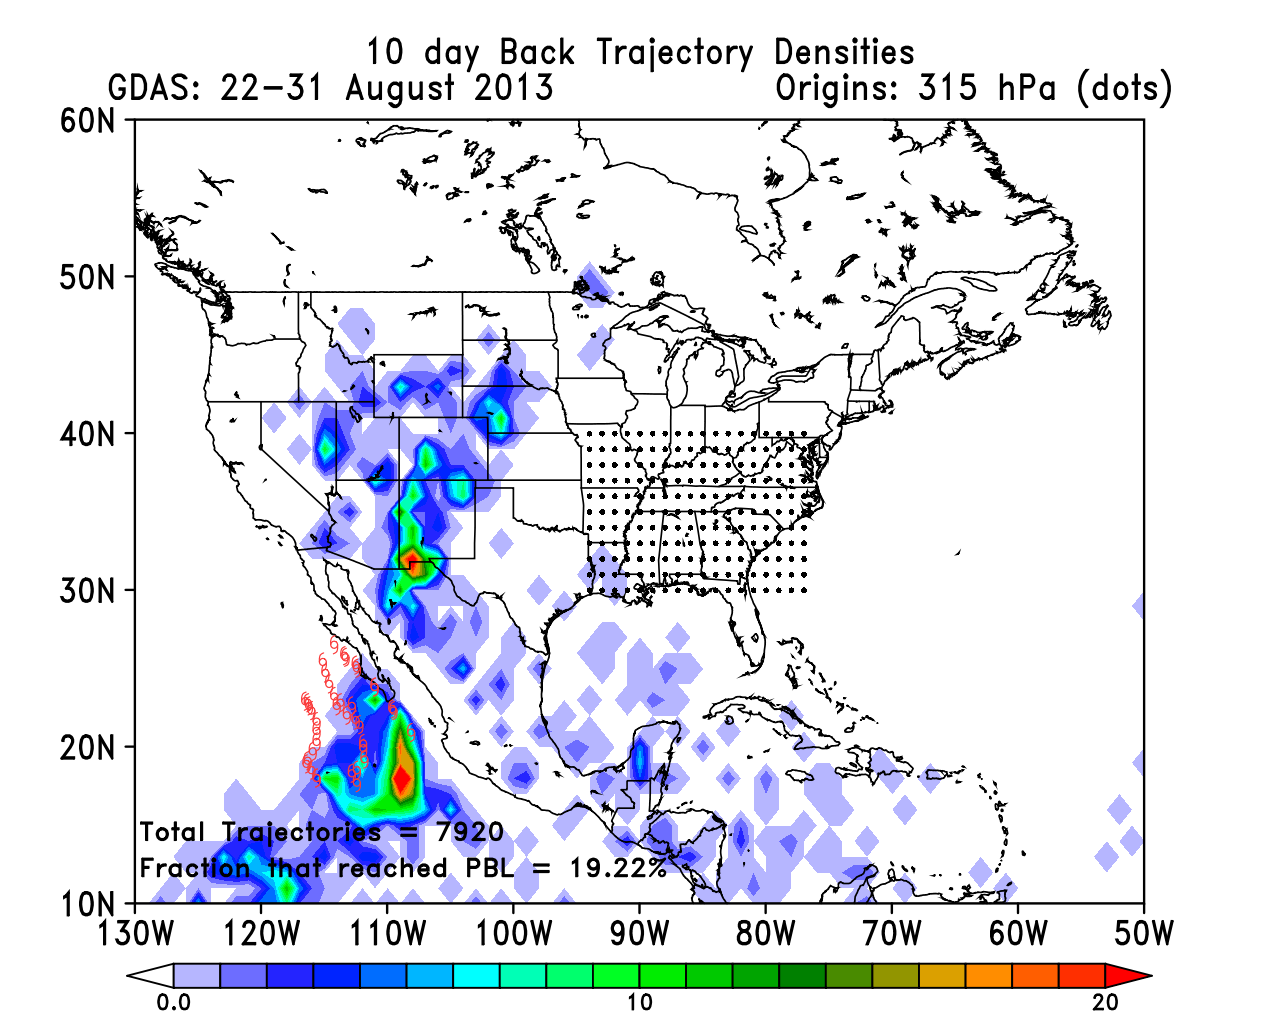 10 day Back Trajectory Densities
GDAS: 22-31 August 2013 Origins: 315 hPa (dots)
60N
50N
40N
30N
20N
10N
Total Trajectories = 7920
Fraction that reached PBL = 19.22%
130W 120W 110W 100W 90W 80W 70W 60W 50W
0.0 10 20